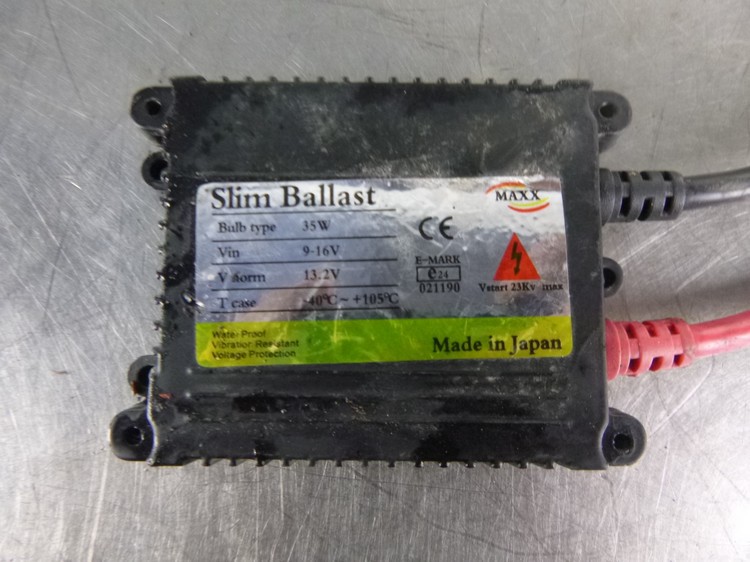 Slim Ballast
MAXX
Bulb type 35W
Vin 9-16V
V norm 13.2V
T case -40℃~+105℃
CE
E-MARK
e24
021190
Vstart 23Kv max
Water Proof
Vibration Resistant
Voltage Protection
Made in Japan